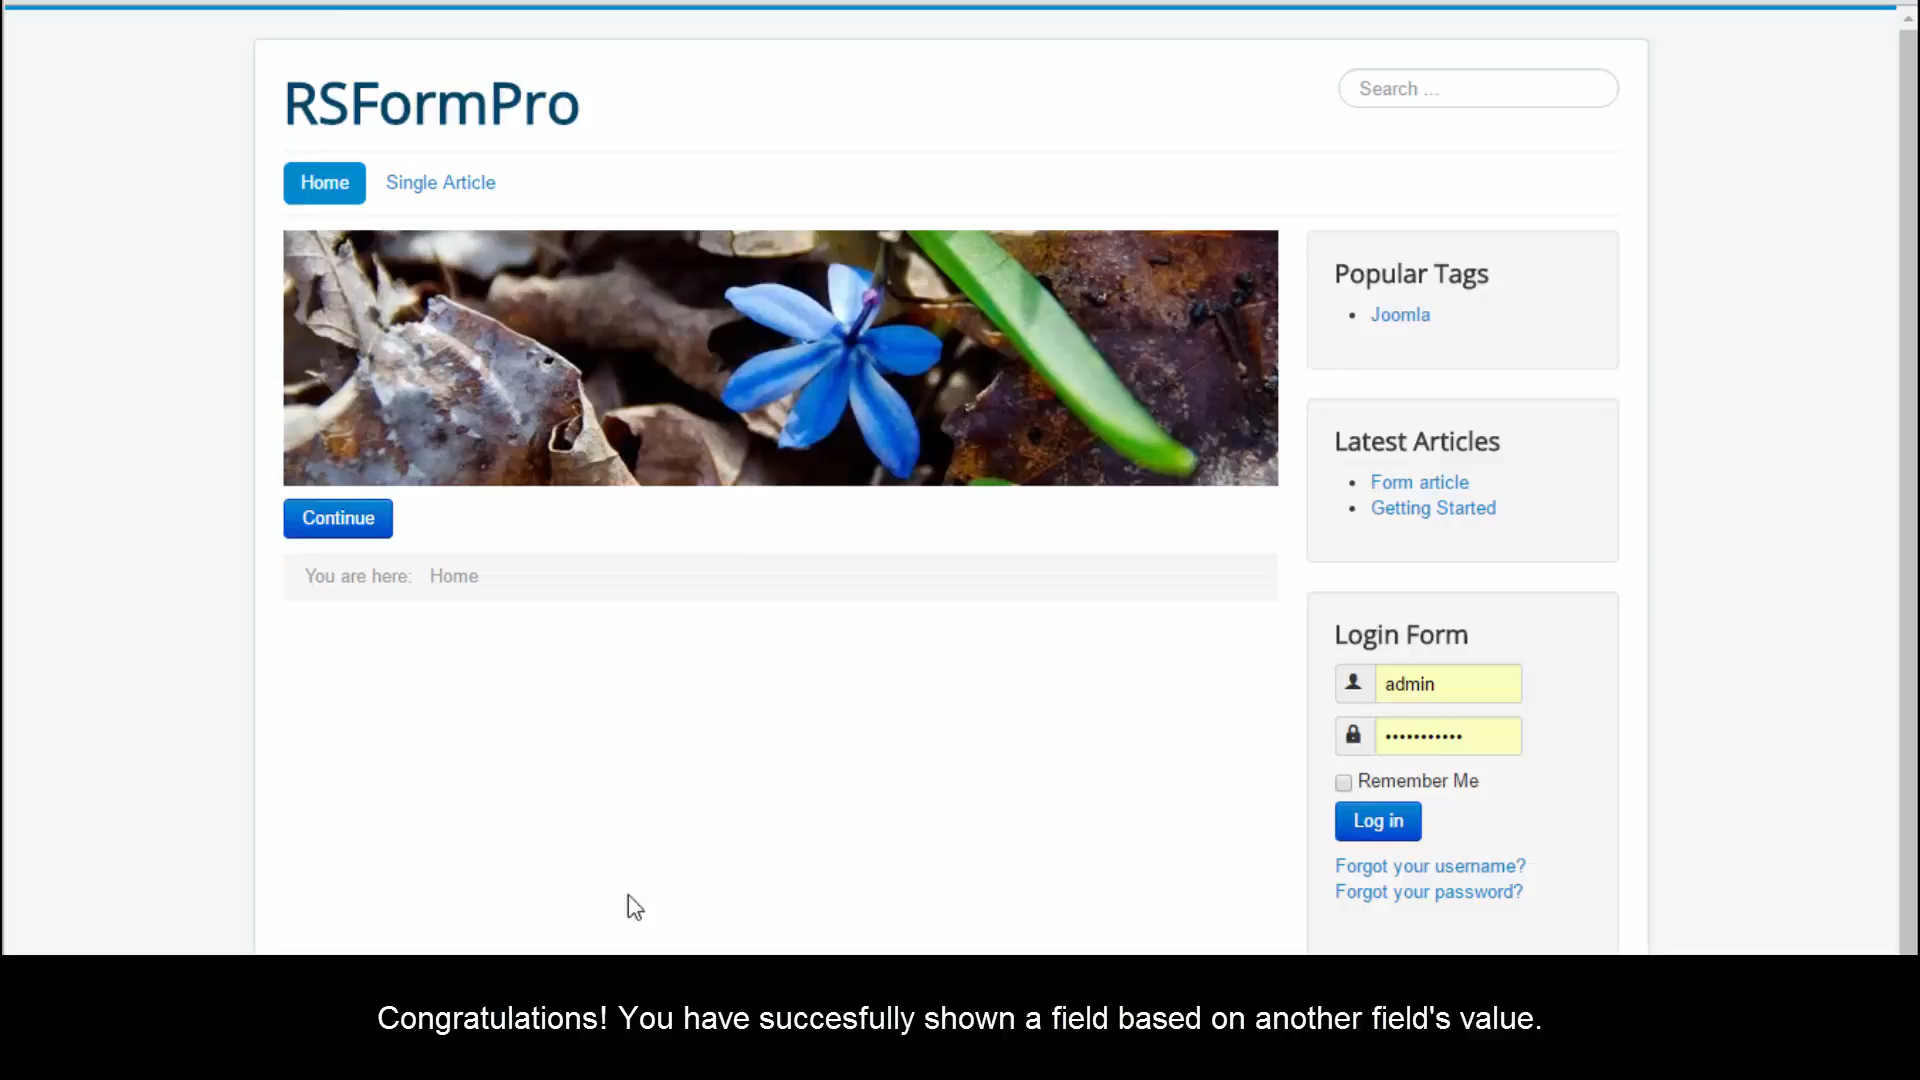 RSFormPro
Search ...
Home
Single Article
Popular Tags
Joomla
Latest Articles
Form article
Getting Started
Continue
You are here: Home
Login Form
admin
•••••••••••
Remember Me
Log in
Forgot your username?
Forgot your password?
Congratulations! You have succesfully shown a field based on another field's value.